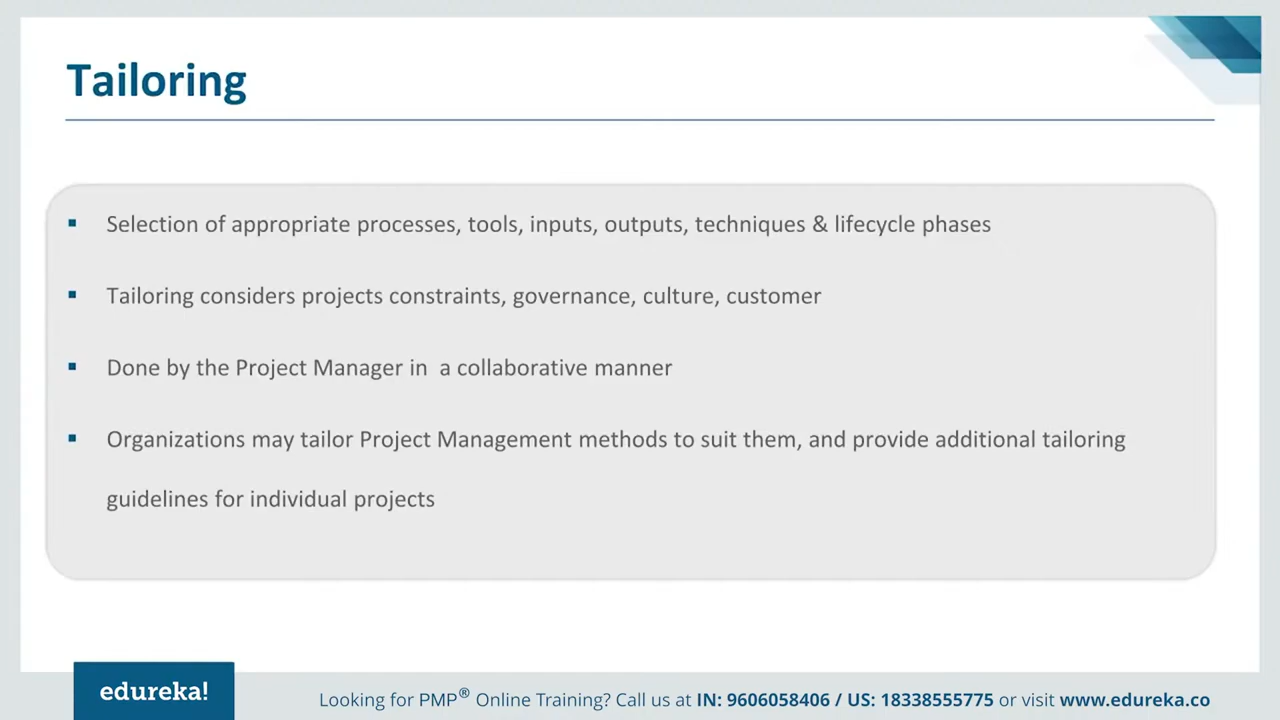 Tailoring
▪ Selection of appropriate processes, tools, inputs, outputs, techniques & lifecycle phases
▪ Tailoring considers projects constraints, governance, culture, customer
▪ Done by the Project Manager in  a collaborative manner
▪ Organizations may tailor Project Management methods to suit them, and provide additional tailoring
guidelines for individual projects
edureka!
Looking for PMP® Online Training? Call us at IN: 9606058406 / US: 18338555775 or visit www.edureka.co